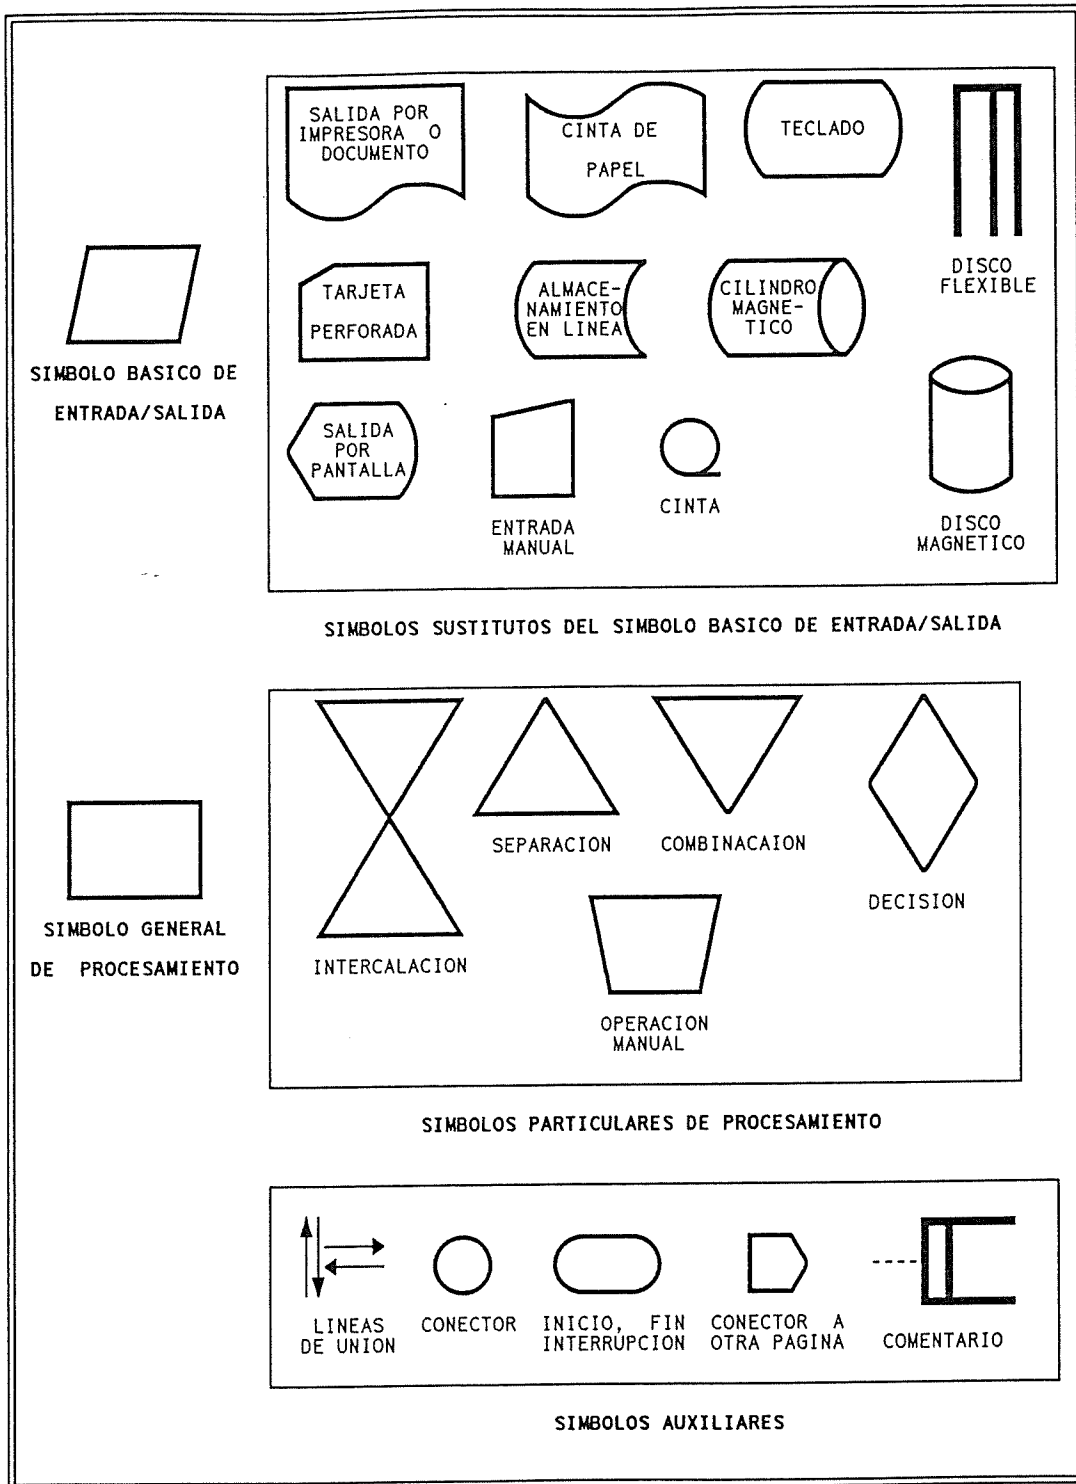 SALIDA POR
IMPRESORA O
DOCUMENTO
CINTA DE
PAPEL
TECLADO
DISCO
FLEXIBLE
TARJETA
PERFORADA
ALMACE-
NAMIENTO
EN LINEA
CILINDRO
MAGNE-
TICO
SIMBOLO BASICO DE
ENTRADA/SALIDA
SALIDA
POR
PANTALLA
ENTRADA
MANUAL
CINTA
DISCO
MAGNETICO
SIMBOLOS SUSTITUTOS DEL SIMBOLO BASICO DE ENTRADA/SALIDA
SIMBOLO GENERAL
DE PROCESAMIENTO
INTERCALACION
SEPARACION
COMBINACAION
DECISION
OPERACION
MANUAL
SIMBOLOS PARTICULARES DE PROCESAMIENTO
LINEAS
DE UNION
CONECTOR
INICIO, FIN
INTERRUPCION
CONECTOR A
OTRA PAGINA
COMENTARIO
SIMBOLOS AUXILIARES